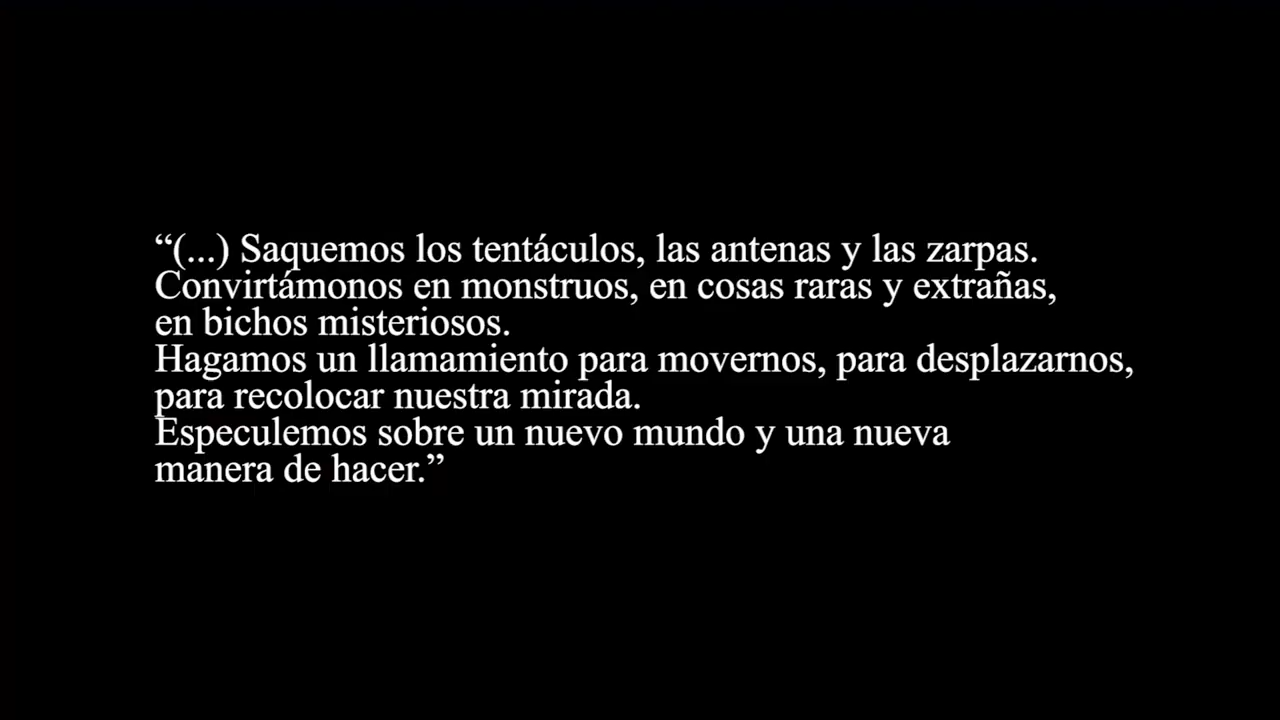 “(...) Saquemos los tentáculos, las antenas y las zarpas.
Convirtámonos en monstruos, en cosas raras y extrañas,
en bichos misteriosos.
Hagamos un llamamiento para movernos, para desplazarnos,
para recolocar nuestra mirada.
Especulemos sobre un nuevo mundo y una nueva
manera de hacer.”